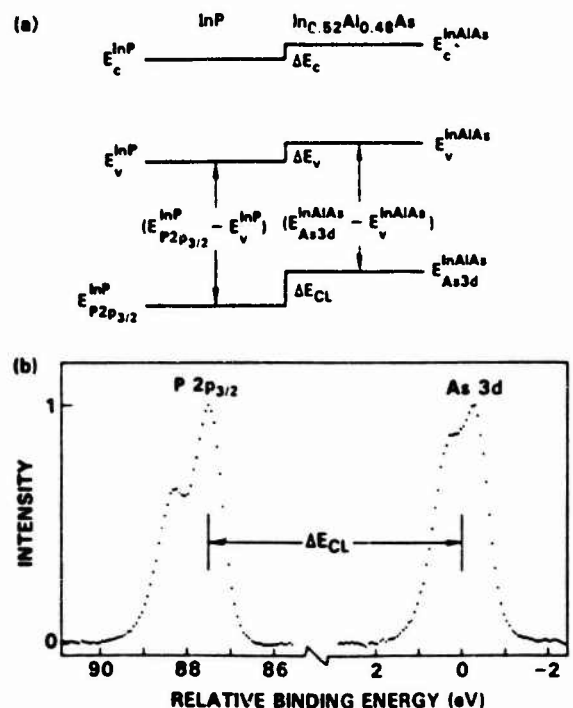 (a)
InP In0.52Al0.48As
E_c^InP ΔE_c E_c^InAlAs
E_v^InP ΔE_v E_v^InAlAs
(E_P2p3/2^InP - E_v^InP) (E_As3d^InAlAs - E_v^InAlAs)
E_P2p3/2^InP ΔE_CL E_As3d^InAlAs
(b)
P 2p3/2 As 3d
1
INTENSITY
ΔE_CL
0
90 88 86 2 0 -2
RELATIVE BINDING ENERGY (eV)